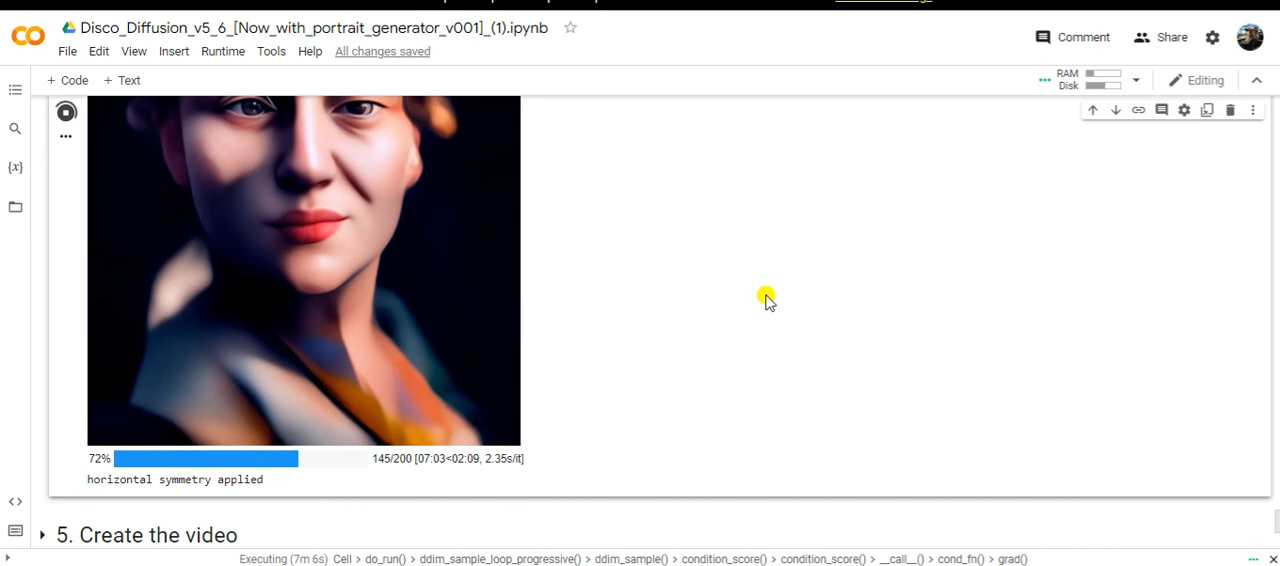 Disco_Diffusion_v5_6_[Now_with_portrait_generator_v001]_(1).ipynb
Comment
Share
File Edit View Insert Runtime Tools Help All changes saved
+ Code + Text
RAM
Disk
Editing
{x}
72% 145/200 [07:03<02:09, 2.35s/it]
horizontal symmetry applied
5. Create the video
Executing (7m 6s) Cell > do_run() > ddim_sample_loop_progressive() > ddim_sample() > condition_score() > condition_score() > __call__() > cond_fn() > grad()